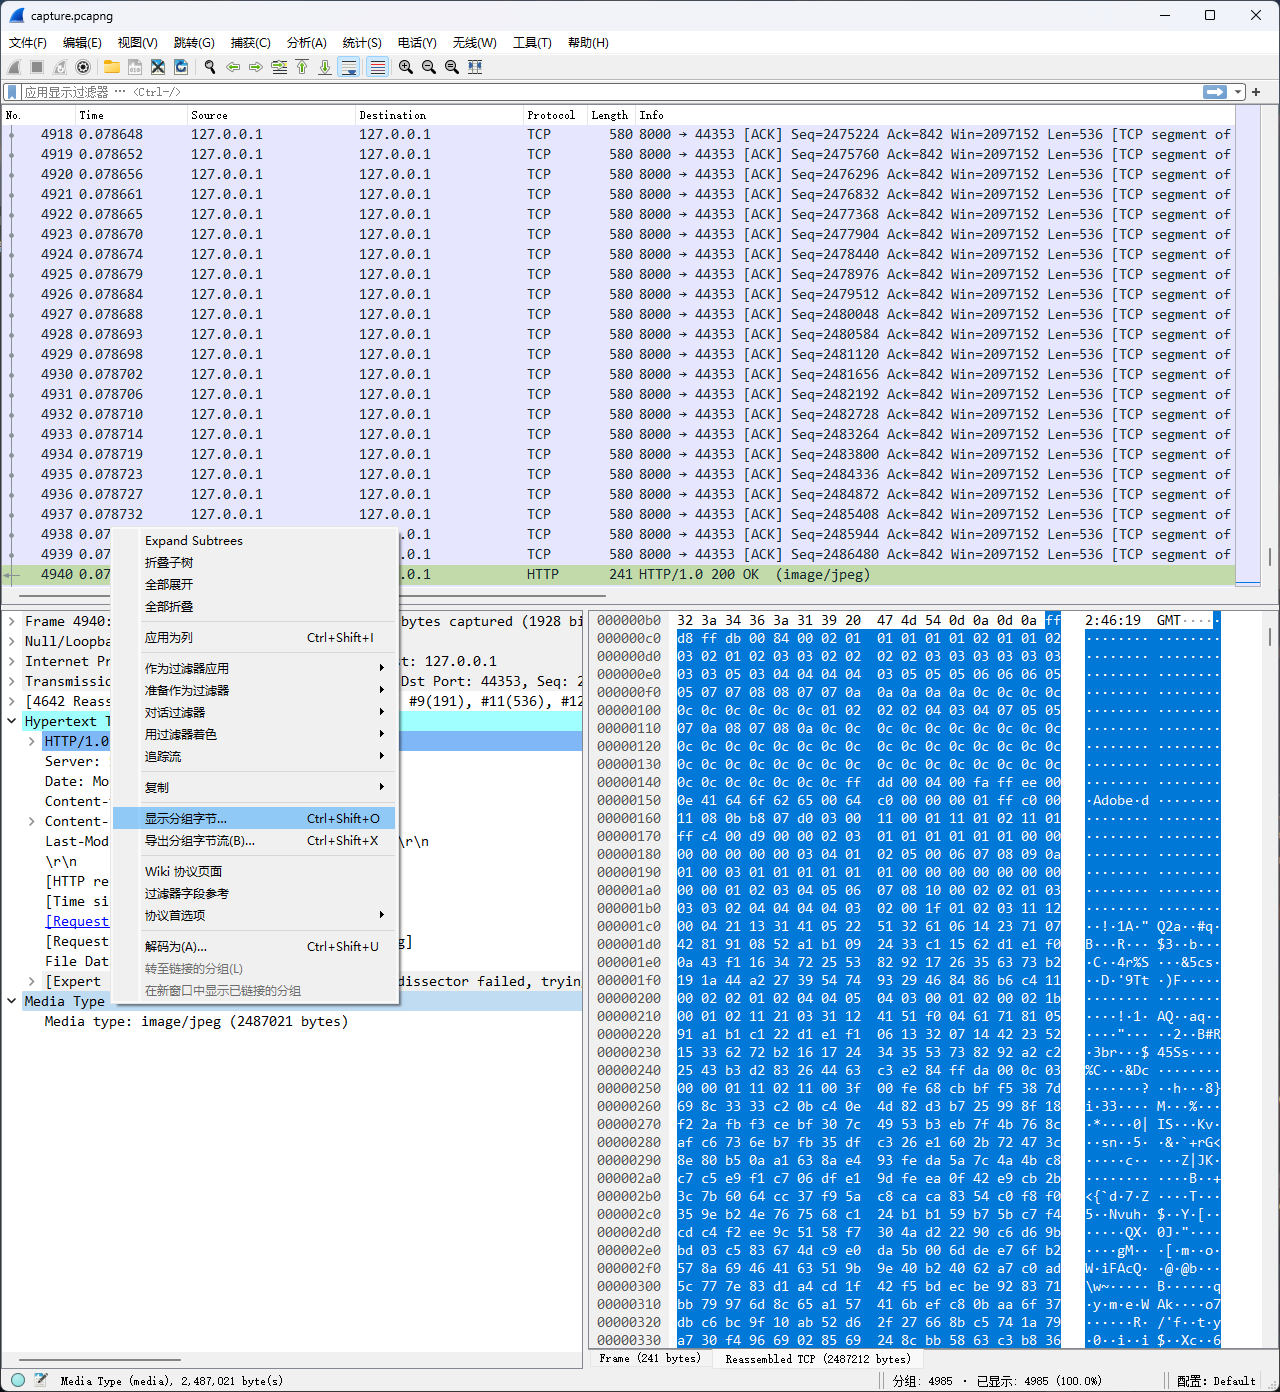 capture.pcapng
文件(F) 编辑(E) 视图(V) 跳转(G) 捕获(C) 分析(A) 统计(S) 电话(Y) 无线(W) 工具(T) 帮助(H)
应用显示过滤器 … <Ctrl-/>
No. Time Source Destination Protocol Length Info
4918 0.078648 127.0.0.1 127.0.0.1 TCP 580 8000 → 44353 [ACK] Seq=2475224 Ack=842 Win=2097152 Len=536 [TCP segment of
4919 0.078652 127.0.0.1 127.0.0.1 TCP 580 8000 → 44353 [ACK] Seq=2475760 Ack=842 Win=2097152 Len=536 [TCP segment of
4920 0.078656 127.0.0.1 127.0.0.1 TCP 580 8000 → 44353 [ACK] Seq=2476296 Ack=842 Win=2097152 Len=536 [TCP segment of
4921 0.078661 127.0.0.1 127.0.0.1 TCP 580 8000 → 44353 [ACK] Seq=2476832 Ack=842 Win=2097152 Len=536 [TCP segment of
4922 0.078665 127.0.0.1 127.0.0.1 TCP 580 8000 → 44353 [ACK] Seq=2477368 Ack=842 Win=2097152 Len=536 [TCP segment of
4923 0.078670 127.0.0.1 127.0.0.1 TCP 580 8000 → 44353 [ACK] Seq=2477904 Ack=842 Win=2097152 Len=536 [TCP segment of
4924 0.078674 127.0.0.1 127.0.0.1 TCP 580 8000 → 44353 [ACK] Seq=2478440 Ack=842 Win=2097152 Len=536 [TCP segment of
4925 0.078679 127.0.0.1 127.0.0.1 TCP 580 8000 → 44353 [ACK] Seq=2478976 Ack=842 Win=2097152 Len=536 [TCP segment of
4926 0.078684 127.0.0.1 127.0.0.1 TCP 580 8000 → 44353 [ACK] Seq=2479512 Ack=842 Win=2097152 Len=536 [TCP segment of
4927 0.078688 127.0.0.1 127.0.0.1 TCP 580 8000 → 44353 [ACK] Seq=2480048 Ack=842 Win=2097152 Len=536 [TCP segment of
4928 0.078693 127.0.0.1 127.0.0.1 TCP 580 8000 → 44353 [ACK] Seq=2480584 Ack=842 Win=2097152 Len=536 [TCP segment of
4929 0.078698 127.0.0.1 127.0.0.1 TCP 580 8000 → 44353 [ACK] Seq=2481120 Ack=842 Win=2097152 Len=536 [TCP segment of
4930 0.078702 127.0.0.1 127.0.0.1 TCP 580 8000 → 44353 [ACK] Seq=2481656 Ack=842 Win=2097152 Len=536 [TCP segment of
4931 0.078706 127.0.0.1 127.0.0.1 TCP 580 8000 → 44353 [ACK] Seq=2482192 Ack=842 Win=2097152 Len=536 [TCP segment of
4932 0.078710 127.0.0.1 127.0.0.1 TCP 580 8000 → 44353 [ACK] Seq=2482728 Ack=842 Win=2097152 Len=536 [TCP segment of
4933 0.078714 127.0.0.1 127.0.0.1 TCP 580 8000 → 44353 [ACK] Seq=2483264 Ack=842 Win=2097152 Len=536 [TCP segment of
4934 0.078719 127.0.0.1 127.0.0.1 TCP 580 8000 → 44353 [ACK] Seq=2483800 Ack=842 Win=2097152 Len=536 [TCP segment of
4935 0.078723 127.0.0.1 127.0.0.1 TCP 580 8000 → 44353 [ACK] Seq=2484336 Ack=842 Win=2097152 Len=536 [TCP segment of
4936 0.078727 127.0.0.1 127.0.0.1 TCP 580 8000 → 44353 [ACK] Seq=2484872 Ack=842 Win=2097152 Len=536 [TCP segment of
4937 0.078732 127.0.0.1 127.0.0.1 TCP 580 8000 → 44353 [ACK] Seq=2485408 Ack=842 Win=2097152 Len=536 [TCP segment of
4938 0.07 .0.0.1 TCP 580 8000 → 44353 [ACK] Seq=2485944 Ack=842 Win=2097152 Len=536 [TCP segment of
4939 0.07 .0.0.1 TCP 580 8000 → 44353 [ACK] Seq=2486480 Ack=842 Win=2097152 Len=536 [TCP segment of
4940 0.07 .0.0.1 HTTP 241 HTTP/1.0 200 OK (image/jpeg)
Expand Subtrees
折叠子树
全部展开
全部折叠
应用为列 Ctrl+Shift+I
作为过滤器应用
准备作为过滤器
对话过滤器
用过滤器着色
追踪流
复制
显示分组字节... Ctrl+Shift+O
导出分组字节流(B)... Ctrl+Shift+X
Wiki 协议页面
过滤器字段参考
协议首选项
解码为(A)... Ctrl+Shift+U
转至链接的分组(L)
在新窗口中显示已链接的分组
Frame 4940: bytes captured (1928 bi
Null/Loopba
Internet Pr t: 127.0.0.1
Transmissio Dst Port: 44353, Seq: 2
[4642 Reass #9(191), #11(536), #12
Hypertext T
HTTP/1.0
Server:
Date: Mo
Content-
Content-
Last-Mod \r\n
\r\n
[HTTP re
[Time si
[Request
[Request g]
File Dat
[Expert dissector failed, tryin
Media Type
Media type: image/jpeg (2487021 bytes)
000000b0 32 3a 34 36 3a 31 39 20 47 4d 54 0d 0a 0d 0a ff 2:46:19 GMT·····
000000c0 d8 ff db 00 84 00 02 01 01 01 02 01 01 02
000000d0 03 02 01 02 03 03 02 02 02 02 03 03 03 03
000000e0 03 03 05 03 04 04 04 04 03 05 05 05 06 06 06 05
000000f0 05 07 07 08 08 07 07 0a 0a 0a 0a 0a 0c 0c 0c 0c
00000100 0c 0c 0c 0c 0c 0c 01 02 02 02 04 03 04 07 05 05
00000110 07 0a 08 07 08 0a 0c 0c 0c 0c 0c 0c 0c 0c 0c 0c
00000120 0c 0c 0c 0c 0c 0c 0c 0c 0c 0c 0c 0c 0c 0c 0c 0c
00000130 0c 0c 0c 0c 0c 0c 0c 0c 0c 0c 0c 0c 0c 0c 0c 0c
00000140 0c 0c 0c 0c 0c 0c 0c ff dd 00 04 00 fa ff ee 00
00000150 0e 41 64 6f 62 65 00 64 c0 00 00 00 01 ff c0 00 ·Adobe·d ········
00000160 11 08 0b b8 07 d0 03 00 11 00 01 11 01 02 11 01
00000170 ff c4 00 d9 00 00 02 03 01 01 01 01 01 01 00 00
00000180 00 00 00 00 00 03 04 01 02 05 00 06 07 08 09 0a
00000190 01 00 03 01 01 01 01 01 01 00 00 00 00 00 00 00
000001a0 00 00 01 02 03 04 05 06 07 08 10 00 02 02 01 03
000001b0 03 03 02 04 04 04 04 03 02 00 1f 01 02 03 11 12
000001c0 00 04 21 13 31 41 05 22 51 32 61 06 14 23 71 07 ··!·1A·" Q2a··#q·
000001d0 42 81 91 08 52 a1 b1 09 24 33 c1 15 62 d1 e1 f0 B···R··· $3··b···
000001e0 0a 43 f1 16 34 72 25 53 82 92 17 26 35 63 73 b2 ·C··4r%S ···&5cs·
000001f0 19 1a 44 a2 27 39 54 74 93 29 46 84 86 b6 c4 11 ··D·'9Tt ·)F·····
00000200 00 02 02 01 02 04 04 05 04 03 00 01 02 00 02 1b
00000210 00 01 02 11 21 03 31 12 41 51 f0 04 61 71 81 05 ····!·1· AQ··aq··
00000220 91 a1 b1 c1 22 d1 e1 f1 06 13 32 07 14 42 23 52 ····"··· ··2··B#R
00000230 15 33 62 72 b2 16 17 24 34 35 53 73 82 92 a2 c2 ·3br···$ 45Ss····
00000240 25 43 b3 d2 83 26 44 63 c3 e2 84 ff da 00 0c 03 %C···&Dc ········
00000250 00 00 01 11 02 11 00 3f 00 fe 68 cb bf f5 38 7d ·······? ··h···8}
00000260 69 8c 33 33 c2 0b c4 0e 4d 82 d3 b7 25 99 8f 18 i·33···· M···%···
00000270 f2 2a fb f3 ce bf 30 7c 49 53 b3 eb 7f 4b 76 8c ·*····0| IS···Kv·
00000280 af c6 73 6e b7 fb 35 df c3 26 e1 60 2b 72 47 3c ··sn··5· ·&·`+rG<
00000290 8e 80 b5 0a a1 63 8a e4 93 fe da 5a 7c 4a 4b c8 ·····c·· ···Z|JK·
000002a0 c7 c5 e9 f1 c7 06 df e1 9d fe ea 0f 42 e9 cb 2b ········ ····B··+
000002b0 3c 7b 60 64 cc 37 f9 5a c8 ca ca 83 54 c0 f8 f0 <{`d·7·Z ····T···
000002c0 35 9e b2 4e 76 75 68 c1 24 b1 b1 59 b7 5b c7 f4 5··Nvuh· $··Y·[··
000002d0 cd c4 f2 ee 9c 51 58 f7 30 4a d2 22 90 c6 d6 9b ·····QX· 0J·"····
000002e0 bd 03 c5 83 67 4d c9 e0 da 5b 00 6d de e7 6f b2 ····gM·· ·[·m··o·
000002f0 57 8a 69 46 41 63 51 9b 9e 40 b2 40 62 a7 c0 ad W·iFAcQ· ·@·@b···
00000300 5c 77 7e 83 d1 a4 cd 1f 42 f5 bd ec be 92 83 71 \w~····· B······q
00000310 bb 79 97 6d 8c 65 a1 57 41 6b ef c8 0b aa 6f 37 ·y·m·e·W Ak····o7
00000320 db c6 bc 9f 10 ab 52 d6 2f 27 66 8b c5 74 1a 79 ······R· /'f··t·y
00000330 a7 30 f4 96 69 02 85 69 24 8c bb 58 63 c3 b8 36 ·0··i··i $··Xc··6
Frame (241 bytes) Reassembled TCP (2487212 bytes)
Media Type (media), 2,487,021 byte(s) 分组: 4985 · 已显示: 4985 (100.0%) 配置: Default